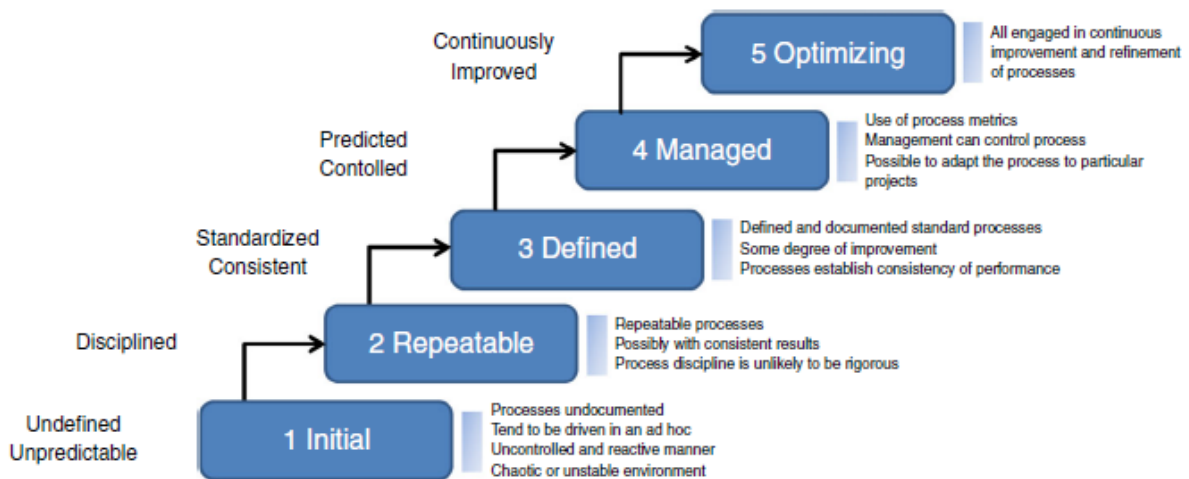 Continuously
Improved
5 Optimizing
All engaged in continuous
improvement and refinement
of processes
Predicted
Contolled
4 Managed
Use of process metrics
Management can control process
Possible to adapt the process to particular
projects
Standardized
Consistent
3 Defined
Defined and documented standard processes
Some degree of improvement
Processes establish consistency of performance
Disciplined
2 Repeatable
Repeatable processes
Possibly with consistent results
Process discipline is unlikely to be rigorous
Undefined
Unpredictable
1 Initial
Processes undocumented
Tend to be driven in an ad hoc
Uncontrolled and reactive manner
Chaotic or unstable environment